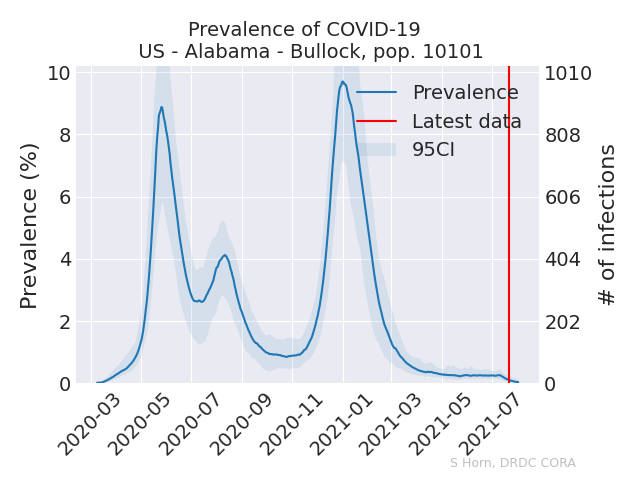 Prevalence of COVID-19
US - Alabama - Bullock, pop. 10101
Prevalence (%)
10
8
6
4
2
0
1010
808
606
404
202
0
# of infections
Prevalence
Latest data
95CI
2020-03
2020-05
2020-07
2020-09
2020-11
2021-01
2021-03
2021-05
2021-07
S Horn, DRDC CORA